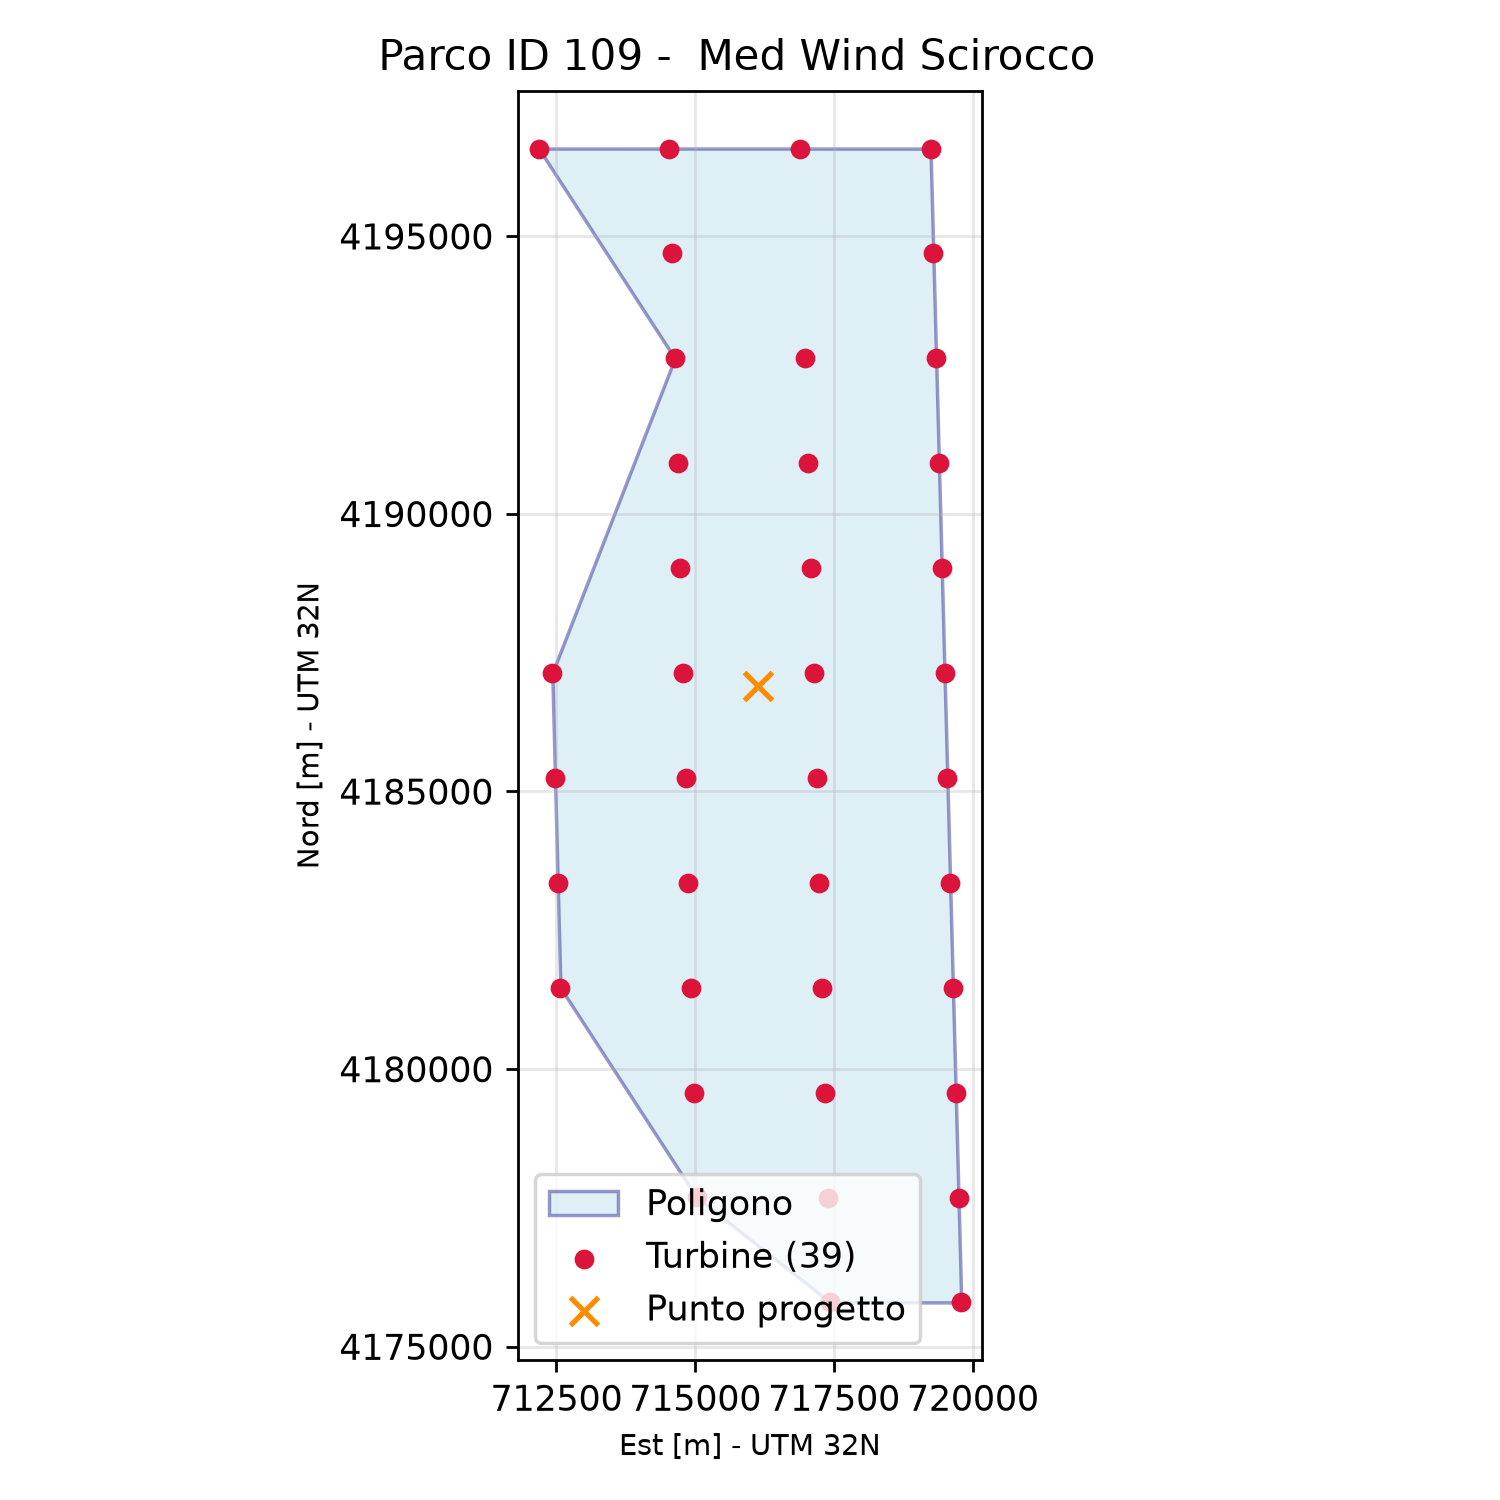 Parco ID 109 -  Med Wind Scirocco
4195000
4190000
4185000
4180000
4175000
Nord [m] - UTM 32N
Poligono
Turbine (39)
Punto progetto
712500 715000 717500 720000
Est [m] - UTM 32N